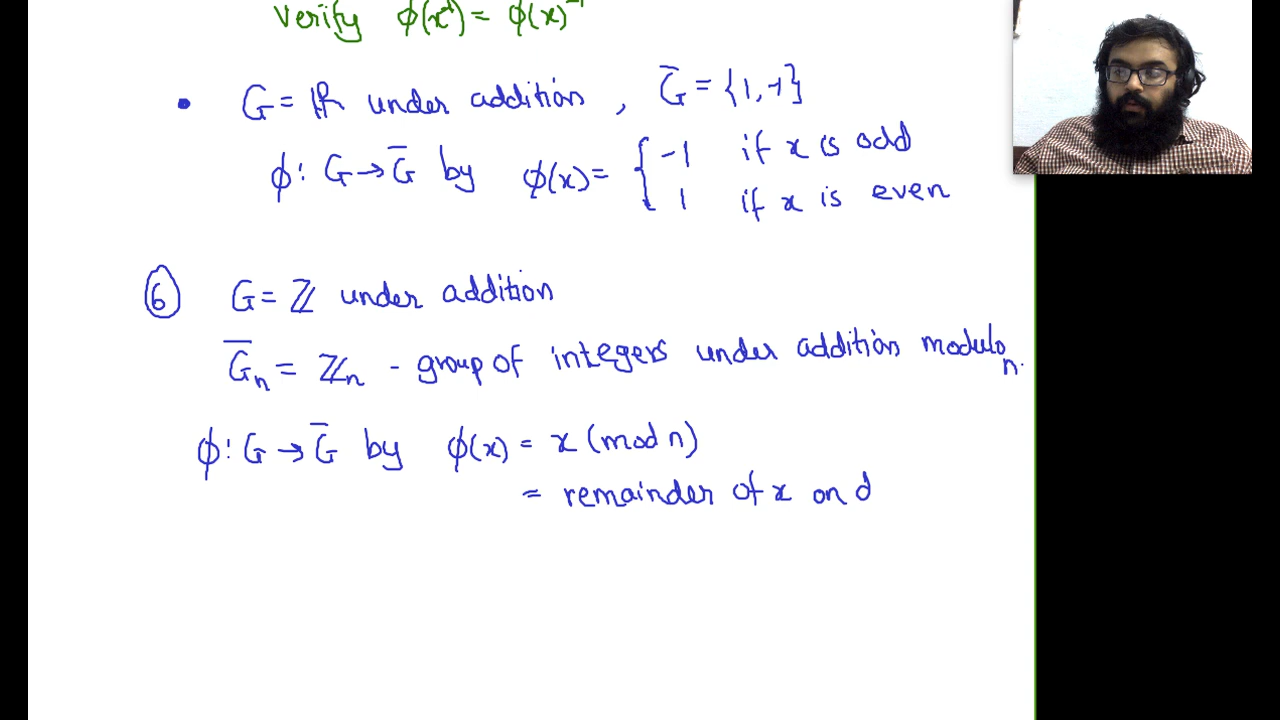 Verify ϕ(x⁻¹) = ϕ(x)⁻¹
• G = ℝ under addition , G̅ = {1, -1}
ϕ : G → G̅ by ϕ(x) = { -1 if x is odd
1 if x is even
⑥ G = ℤ under addition
G̅ₙ = ℤₙ - group of integers under addition modulo n.
ϕ : G → G̅ by ϕ(x) = x (mod n)
= remainder of x on d